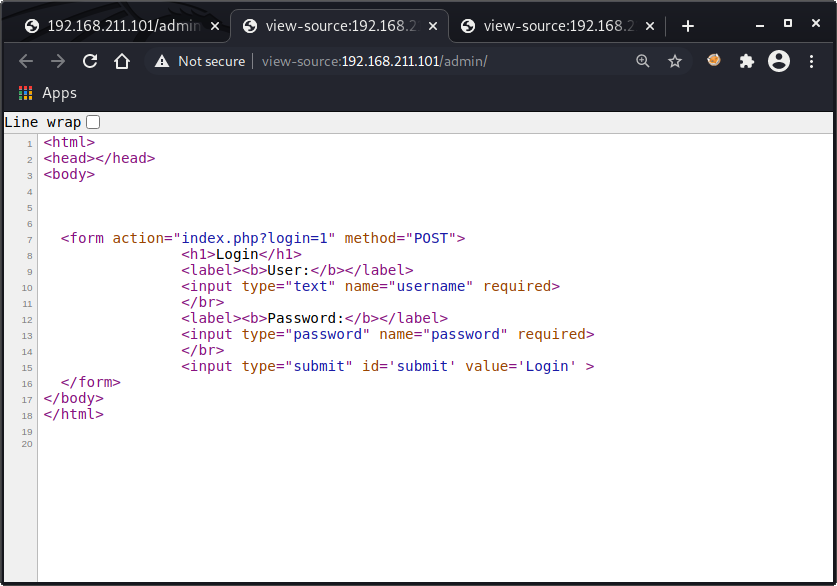 192.168.211.101/admin
view-source:192.168.2
view-source:192.168.2
Not secure view-source:192.168.211.101/admin/
Apps
Line wrap
1 <html>
2 <head></head>
3 <body>
4
5
6
7 <form action="index.php?login=1" method="POST">
8 <h1>Login</h1>
9 <label><b>User:</b></label>
10 <input type="text" name="username" required>
11 </br>
12 <label><b>Password:</b></label>
13 <input type="password" name="password" required>
14 </br>
15 <input type="submit" id='submit' value='Login' >
16 </form>
17 </body>
18 </html>
19
20